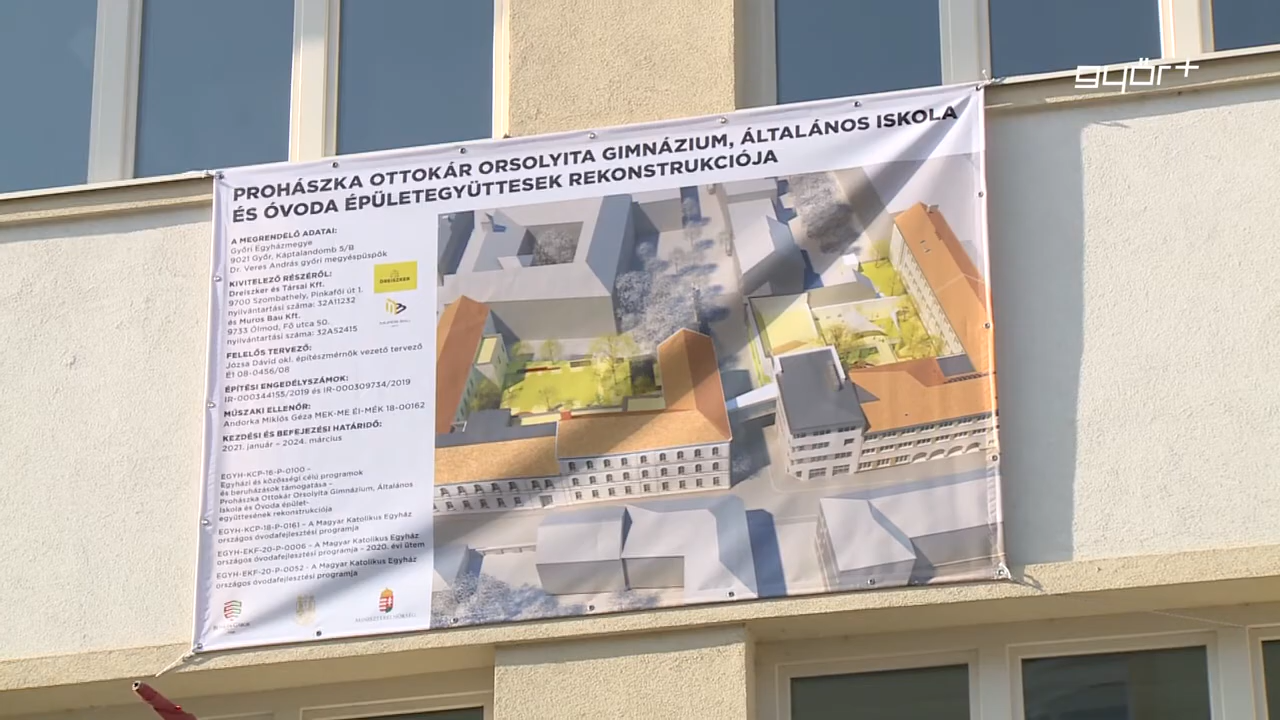 győr+
PROHÁSZKA OTTOKÁR ORSOLYITA GIMNÁZIUM, ÁLTALÁNOS ISKOLA
ÉS ÓVODA ÉPÜLETEGYÜTTESEK REKONSTRUKCIÓJA
A MEGRENDELŐ ADATAI:
Győri Egyházmegye
9021 Győr, Káptalandomb 5/B
Dr. Veres András győri megyéspüspök
KIVITELEZŐ RÉSZÉRŐL:
Dreiszker és Társai Kft.
9700 Szombathely, Pinkafői út 1.
nyilvántartási száma: 32A11232
és Muros Bau Kft.
9733 Ólmod, Fő utca 50.
nyilvántartási száma: 32A52415
DREISZKER
FELELŐS TERVEZŐ:
Józsa Dávid okl. építészmérnök vezető tervező
É1 08-0456/08
ÉPÍTÉSI ENGEDÉLYSZÁMOK:
IR-000344155/2019 és IR-000309734/2019
MŰSZAKI ELLENŐR:
Andorka Miklós Géza MEK-ME ÉI-MÉK 18-00162
KEZDÉSI ÉS BEFEJEZÉSI HATÁRIDŐ:
2021. január – 2024. március
EGYH-KCP-16-P-0100 –
Egyházi és közösségi célú programok
és beruházások támogatása –
Prohászka Ottokár Orsolyita Gimnázium, Általános
Iskola és Óvoda épület-
együttesének rekonstrukciója
EGYH-KCP-18-P-0161 – A Magyar Katolikus Egyház
országos óvodafejlesztési programja
EGYH-EKF-20-P-0006 – A Magyar Katolikus Egyház
országos óvodafejlesztési programja – 2020. évi ütem
EGYH-EKF-20-P-0052 - A Magyar Katolikus Egyház
országos óvodafejlesztési programja